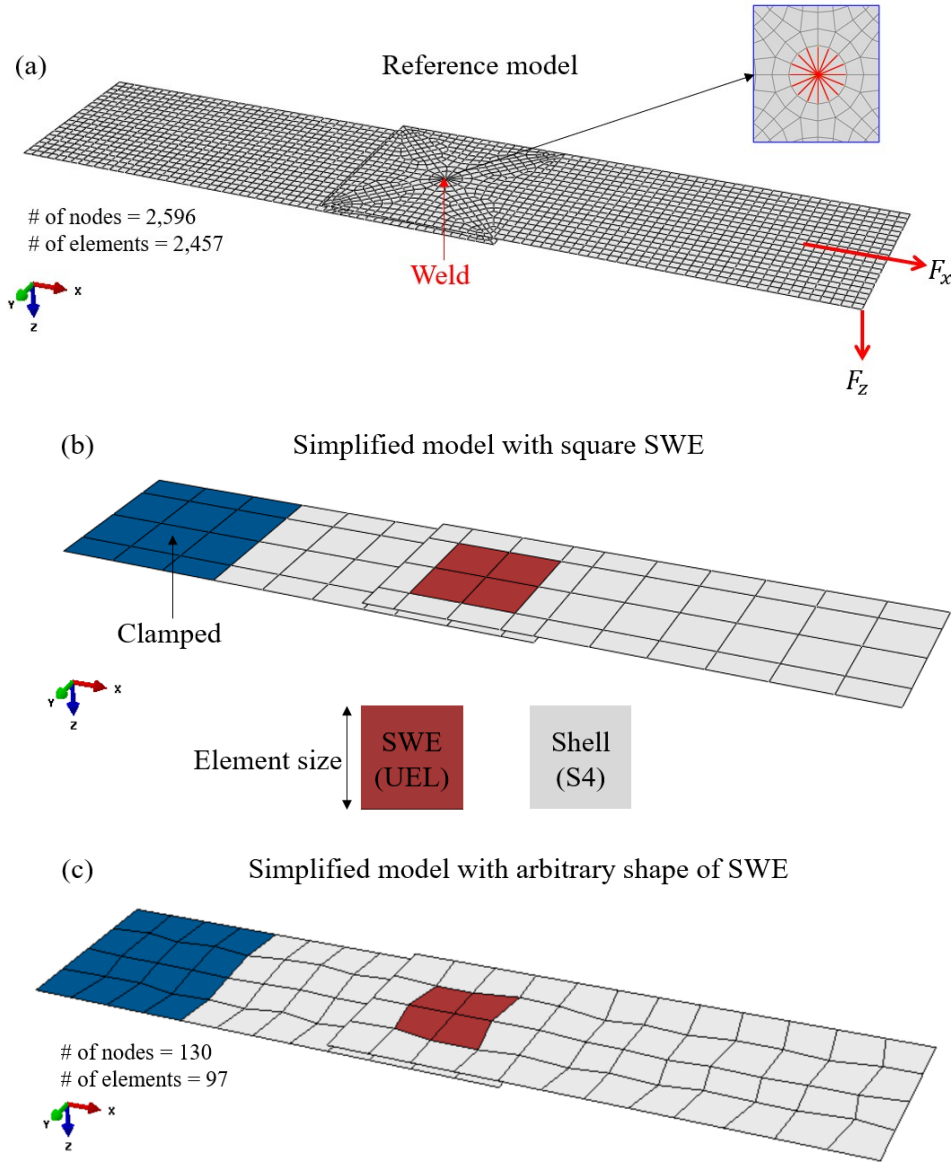 (a)
Reference model
# of nodes = 2,596
# of elements = 2,457
Weld
Fx
Fz
X
Y
Z
(b)
Simplified model with square SWE
Clamped
X
Y
Z
Element size
SWE
(UEL)
Shell
(S4)
(c)
Simplified model with arbitrary shape of SWE
# of nodes = 130
# of elements = 97
X
Y
Z